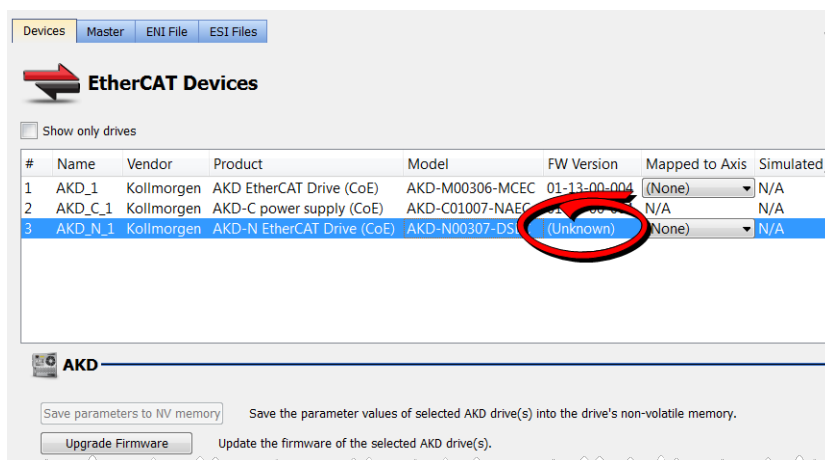 Devices Master ENI File ESI Files
EtherCAT Devices
Show only drives
# Name Vendor Product Model FW Version Mapped to Axis Simulated
1 AKD_1 Kollmorgen AKD EtherCAT Drive (CoE) AKD-M00306-MCEC 01-13-00-004 (None) N/A
2 AKD_C_1 Kollmorgen AKD-C power supply (CoE) AKD-C01007-NAEC N/A N/A
3 AKD_N_1 Kollmorgen AKD-N EtherCAT Drive (CoE) (Unknown) (None) N/A
AKD
Save parameters to NV memory Save the parameter values of selected AKD drive(s) into the drive's non-volatile memory.
Upgrade Firmware Update the firmware of the selected AKD drive(s).